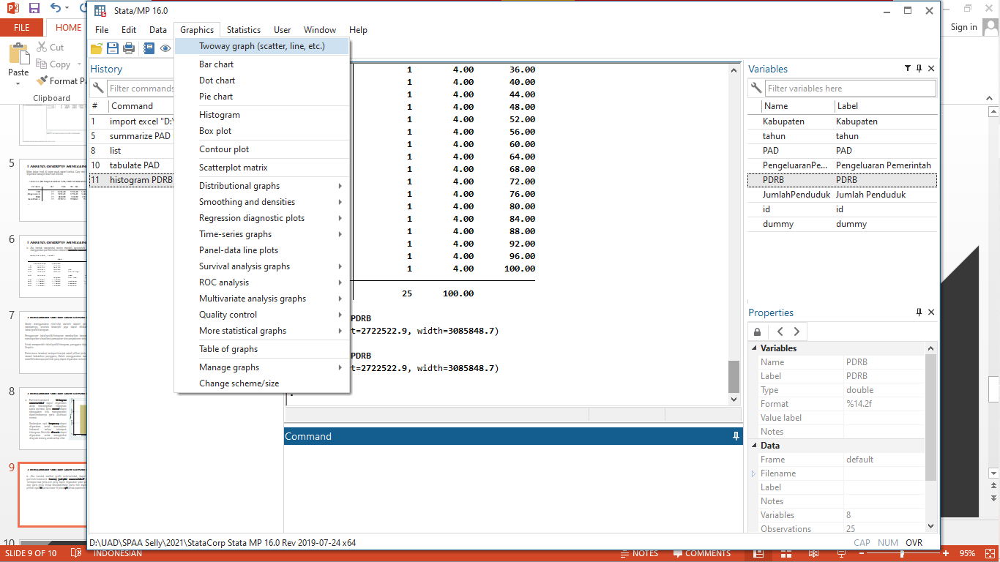 Stata/MP 16.0
FILE
HOME
Sign in
File Edit Data Graphics Statistics User Window Help
Cut
Copy
Paste
Format Pa
Clipboard
History
Filter commands
# Command
1 import excel "D:\
5 summarize PAD
8 list
10 tabulate PAD
11 histogram PDRB
Twoway graph (scatter, line, etc.)
Bar chart
Dot chart
Pie chart
Histogram
Box plot
Contour plot
Scatterplot matrix
Distributional graphs
Smoothing and densities
Regression diagnostic plots
Time-series graphs
Panel-data line plots
Survival analysis graphs
ROC analysis
Multivariate analysis graphs
Quality control
More statistical graphs
Table of graphs
Manage graphs
Change scheme/size
1 4.00 36.00
1 4.00 40.00
1 4.00 44.00
1 4.00 48.00
1 4.00 52.00
1 4.00 56.00
1 4.00 60.00
1 4.00 64.00
1 4.00 68.00
1 4.00 72.00
1 4.00 76.00
1 4.00 80.00
1 4.00 84.00
1 4.00 88.00
1 4.00 92.00
1 4.00 96.00
1 4.00 100.00
25 100.00
PDRB
t=2722522.9, width=3085848.7)
PDRB
t=2722522.9, width=3085848.7)
.
Command
Variables
Filter variables here
Name Label
Kabupaten Kabupaten
tahun tahun
PAD PAD
PengeluaranPe... Pengeluaran Pemerintah
PDRB PDRB
JumlahPenduduk Jumlah Penduduk
id id
dummy dummy
Properties
Variables
Name PDRB
Label PDRB
Type double
Format %14.2f
Value label
Notes
Data
Frame default
Filename
Label
Notes
Variables 8
Observations 25
5
6
7
8
9
10
D:\UAD\SPAA Selly\2021\StataCorp Stata MP 16.0 Rev 2019-07-24 x64
CAP NUM OVR
SLIDE 9 OF 10 INDONESIAN NOTES COMMENTS 95%